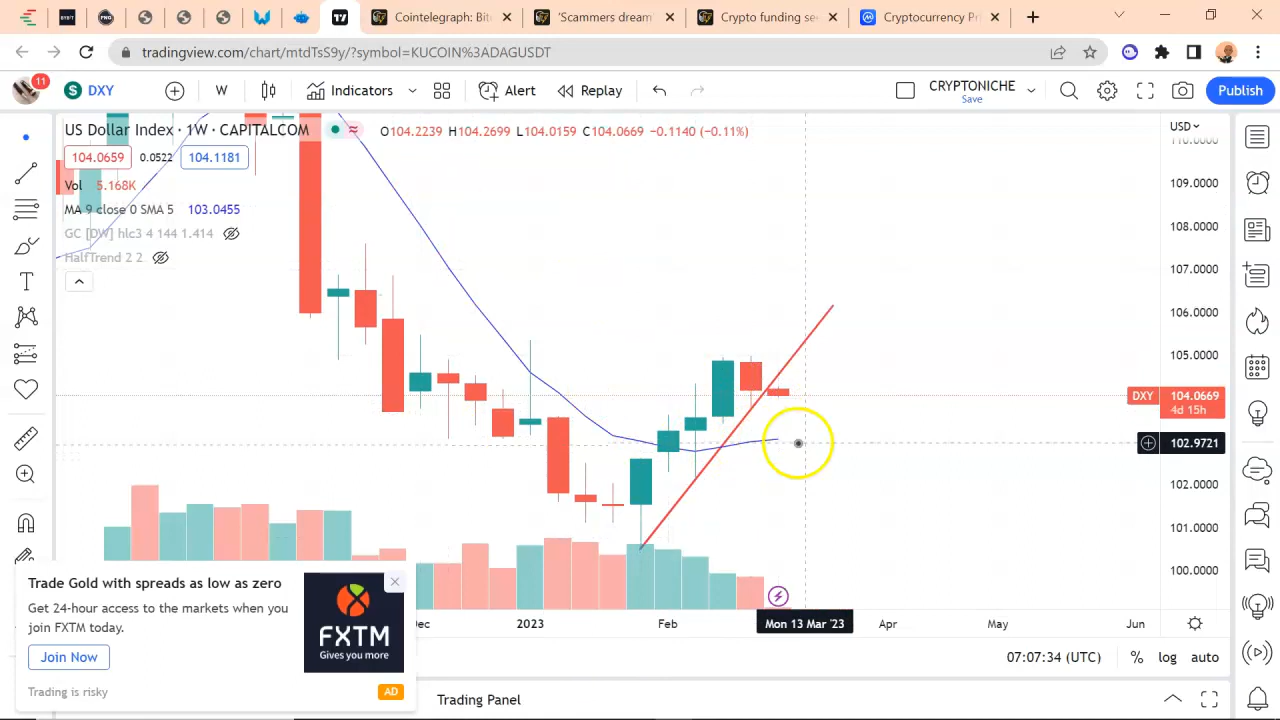 Cointelegraph Bit
'Scammers dream
Crypto funding se
Cryptocurrency Pr
tradingview.com/chart/mtdTsS9y/?symbol=KUCOIN%3ADAGUSDT
11
S DXY
W
Indicators
Alert
Replay
CRYPTONICHE
Save
Publish
US Dollar Index · 1W · CAPITALCOM
O104.2239 H104.2699 L104.0159 C104.0669 −0.1140 (−0.11%)
USD
110.0000
104.0659 0.0522 104.1181
Vol 5.168K
109.0000
MA 9 close 0 SMA 5 103.0455
GC [DW] hlc3 4 144 1.414
108.0000
HalfTrend 2 2
107.0000
106.0000
105.0000
DXY 104.0669
4d 15h
102.9721
102.0000
101.0000
100.0000
Trade Gold with spreads as low as zero
Get 24-hour access to the markets when you
join FXTM today.
Join Now
Trading is risky
AD
FXTM
Gives you more
Dec 2023 Feb Mon 13 Mar '23 Apr May Jun
07:07:34 (UTC) % log auto
Trading Panel